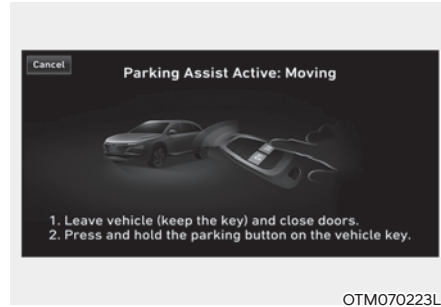 Cancel
Parking Assist Active: Moving
1. Leave vehicle (keep the key) and close doors.
2. Press and hold the parking button on the vehicle key.
OTM070223L